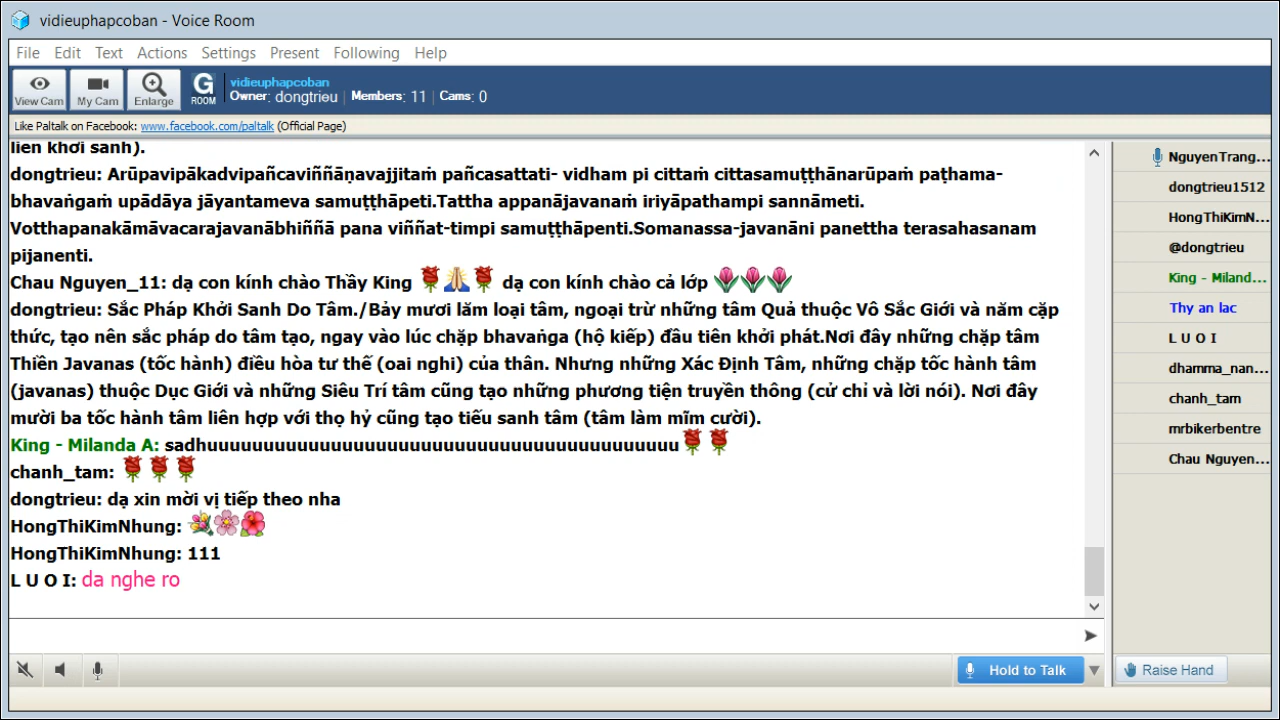 vidieuphapcoban - Voice Room
File Edit Text Actions Settings Present Following Help
View Cam My Cam Enlarge G ROOM
vidieuphapcoban
Owner: dongtrieu | Members: 11 | Cams: 0
Like Paltalk on Facebook: www.facebook.com/paltalk (Official Page)
liên khởi sanh).
dongtrieu: Arūpavipākadvipañcaviññāṇavajjitaṁ pañcasattati- vidham pi cittaṁ cittasamuṭṭhānarūpaṁ paṭhama-
bhavaṅgaṁ upādāya jāyantameva samuṭṭhāpeti.Tattha appanājavanaṁ iriyāpathampi sannāmeti.
Votthapanakāmāvacarajavanābhiññā pana viññat-timpi samuṭṭhāpenti.Somanassa-javanāni panettha terasahasanam
pijanenti.
Chau Nguyen_11: dạ con kính chào Thầy King dạ con kính chào cả lớp
dongtrieu: Sắc Pháp Khởi Sanh Do Tâm./Bảy mươi lăm loại tâm, ngoại trừ những tâm Quả thuộc Vô Sắc Giới và năm cặp
thức, tạo nên sắc pháp do tâm tạo, ngay vào lúc chặp bhavaṅga (hộ kiếp) đầu tiên khởi phát.Nơi đây những chặp tâm
Thiền Javanas (tốc hành) điều hòa tư thế (oai nghi) của thân. Nhưng những Xác Định Tâm, những chặp tốc hành tâm
(javanas) thuộc Dục Giới và những Siêu Trí tâm cũng tạo những phương tiện truyền thông (cử chỉ và lời nói). Nơi đây
mười ba tốc hành tâm liên hợp với thọ hỷ cũng tạo tiếu sanh tâm (tâm làm mĩm cười).
King - Milanda A: sadhuuuuuuuuuuuuuuuuuuuuuuuuuuuuuuuuuuuuuuuuuu
chanh_tam:
dongtrieu: dạ xin mời vị tiếp theo nha
HongThiKimNhung:
HongThiKimNhung: 111
L U O I: da nghe ro
NguyenTrang...
dongtrieu1512
HongThiKimN...
@dongtrieu
King - Miland...
Thy an lac
L U O I
dhamma_nan...
chanh_tam
mrbikerbentre
Chau Nguyen...
Hold to Talk
Raise Hand